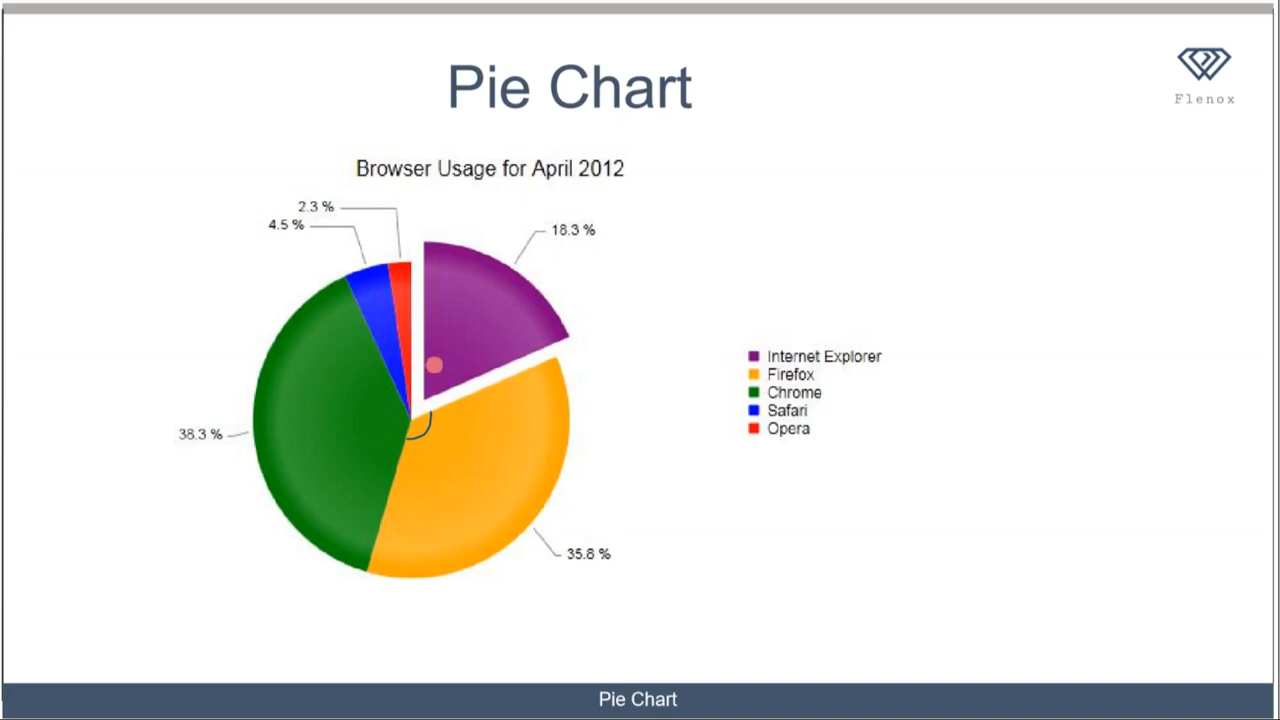 Pie Chart
Flenox
Browser Usage for April 2012
2.3 %
4.5 %
18.3 %
38.3 %
35.8 %
Internet Explorer
Firefox
Chrome
Safari
Opera
Pie Chart